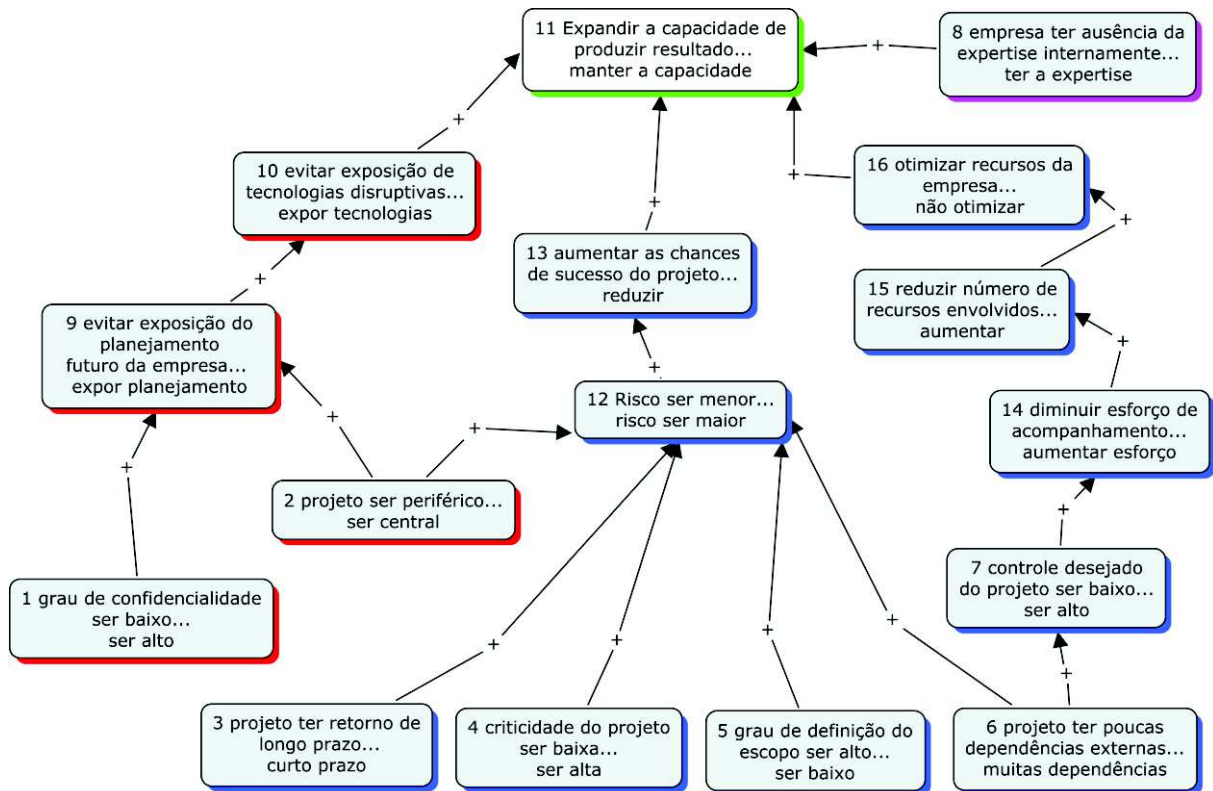 11 Expandir a capacidade de
produzir resultado...
manter a capacidade
8 empresa ter ausência da
expertise internamente...
ter a expertise
+
+
10 evitar exposição de
tecnologias disruptivas...
expor tecnologias
16 otimizar recursos da
empresa...
não otimizar
+
+
+
13 aumentar as chances
de sucesso do projeto...
reduzir
+
15 reduzir número de
recursos envolvidos...
aumentar
9 evitar exposição do
planejamento
futuro da empresa...
expor planejamento
+
+
12 Risco ser menor...
risco ser maior
14 diminuir esforço de
acompanhamento...
aumentar esforço
+
+
+
2 projeto ser periférico...
ser central
+
7 controle desejado
do projeto ser baixo...
ser alto
1 grau de confidencialidade
ser baixo...
ser alto
+
+
+
+
+
3 projeto ter retorno de
longo prazo...
curto prazo
4 criticidade do projeto
ser baixa...
ser alta
5 grau de definição do
escopo ser alto...
ser baixo
6 projeto ter poucas
dependências externas...
muitas dependências